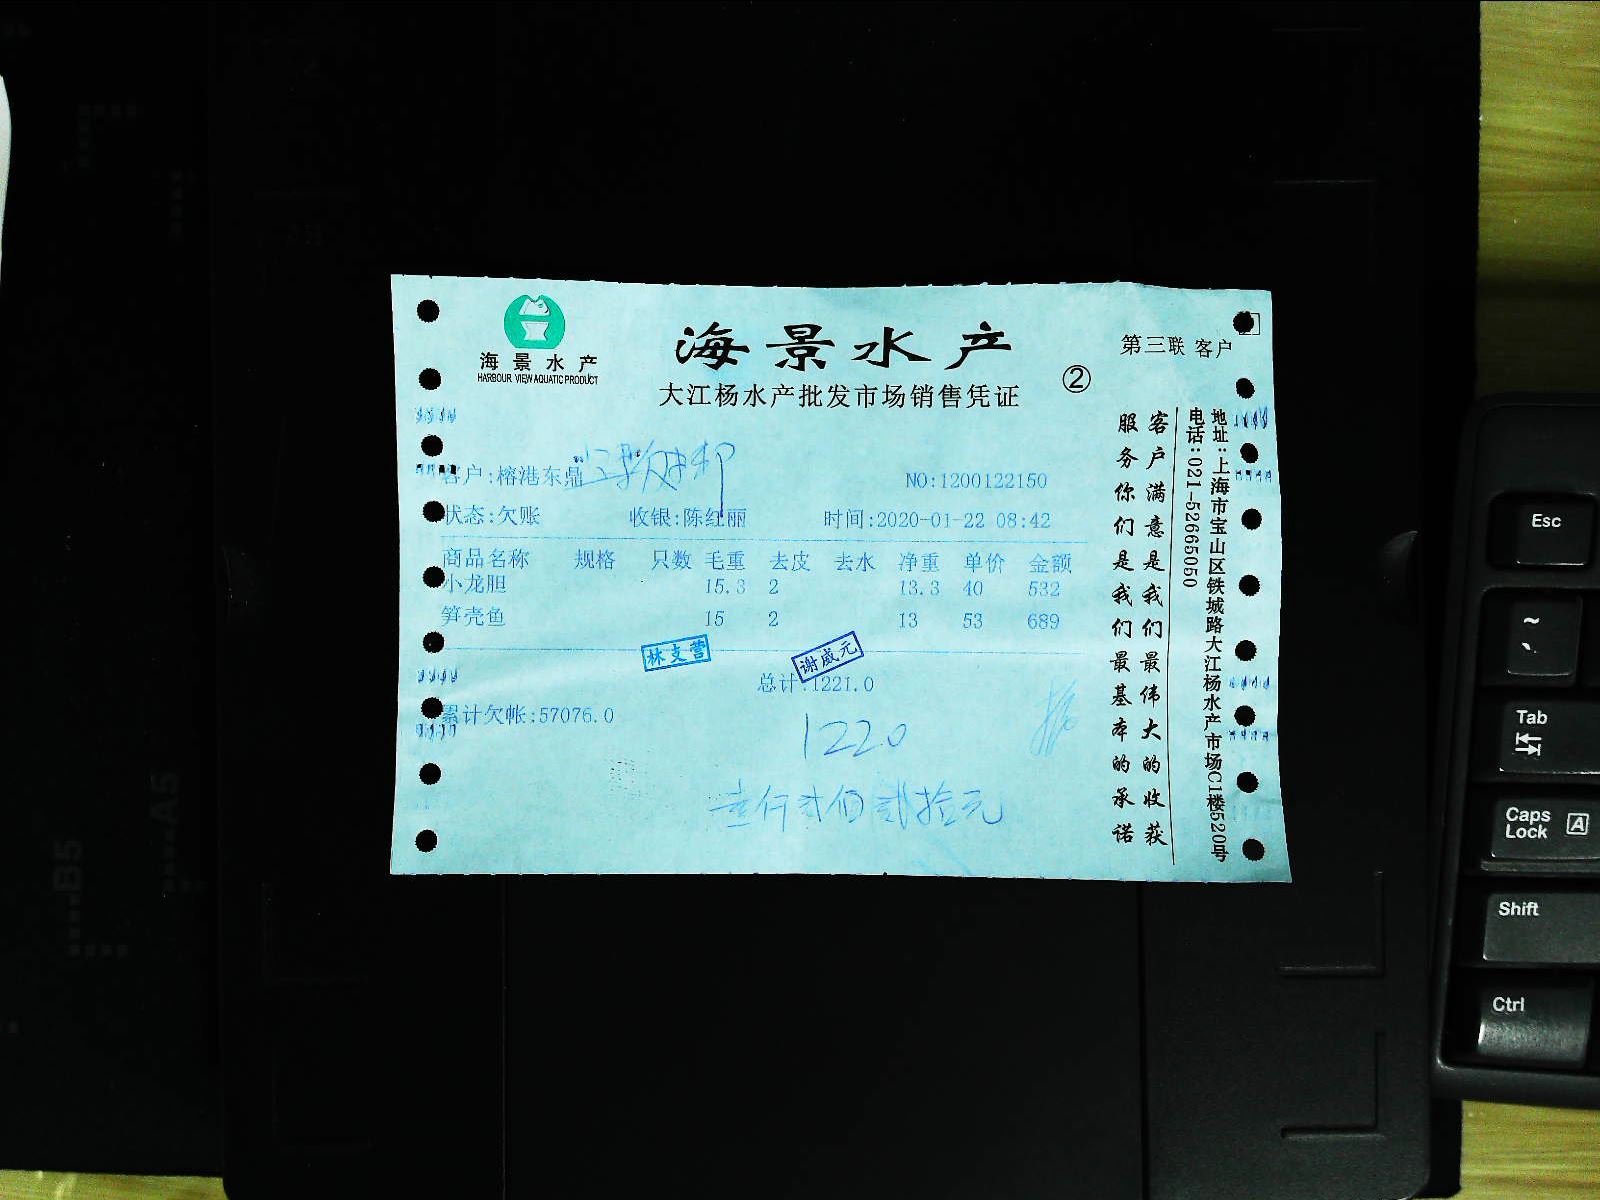 海景水产
HARBOUR VIEW AQUATIC PRODUCT
海景水产
大江杨水产批发市场销售凭证
②
第三联 客户
客户:榕港东鼎
NO:1200122150
状态:欠账 收银:陈红丽 时间:2020-01-22 08:42
商品名称 规格 只数 毛重 去皮 去水 净重 单价 金额
小龙胆 15.3 2 13.3 40 532
笋壳鱼 15 2 13 53 689
林支营
谢威元
总计:1221.0
累计欠帐:57076.0
1220
壹仟贰佰贰拾元
客户满意是我们最伟大的收获
服务你们是我们最基本的承诺
地址:上海市宝山区铁城路大江杨水产市场C1楼520号
电话:021-52665050
Esc
~
Tab
Caps Lock A
Shift
Ctrl
A5
B5